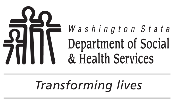 Washington State
Department of Social
& Health Services
Transforming lives